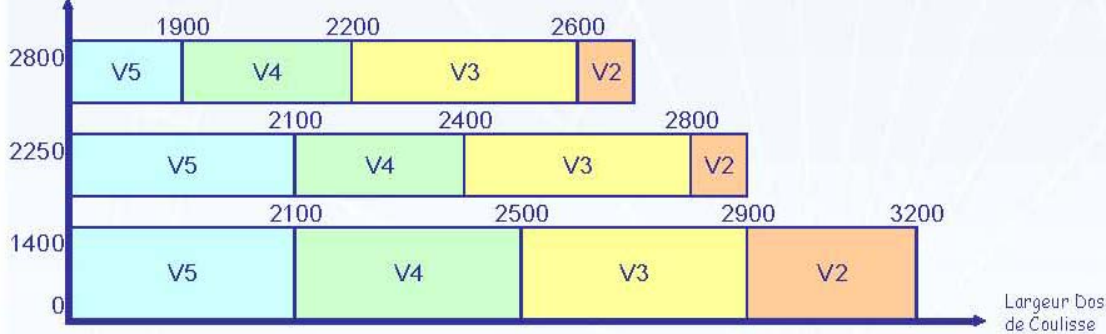 1900 2200 2600
2800 V5 V4 V3 V2
2100 2400 2800
2250 V5 V4 V3 V2
2100 2500 2900 3200
1400
V5 V4 V3 V2
0
Largeur Dos
de Coulisse